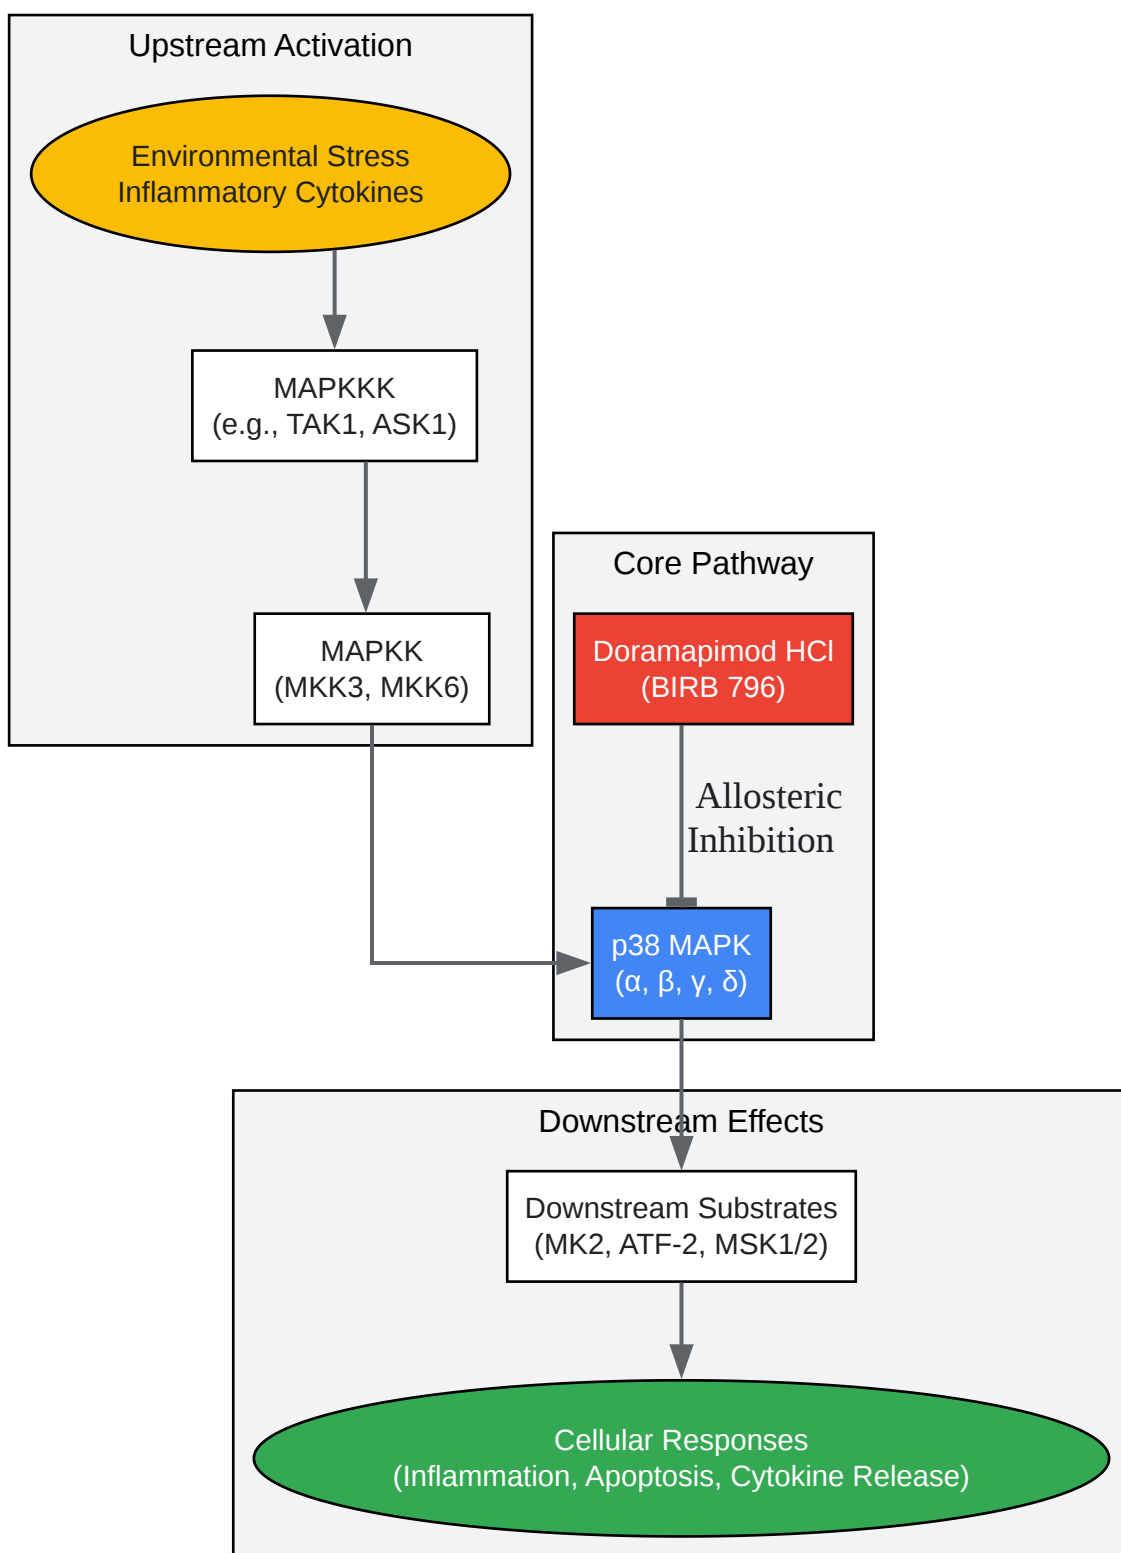 Upstream Activation
Environmental Stress
Inflammatory Cytokines
MAPKKK
(e.g., TAK1, ASK1)
MAPKK
(MKK3, MKK6)
Core Pathway
Doramapimod HCl
(BIRB 796)
Allosteric
Inhibition
p38 MAPK
(α, β, γ, δ)
Downstream Effects
Downstream Substrates
(MK2, ATF-2, MSK1/2)
Cellular Responses
(Inflammation, Apoptosis, Cytokine Release)